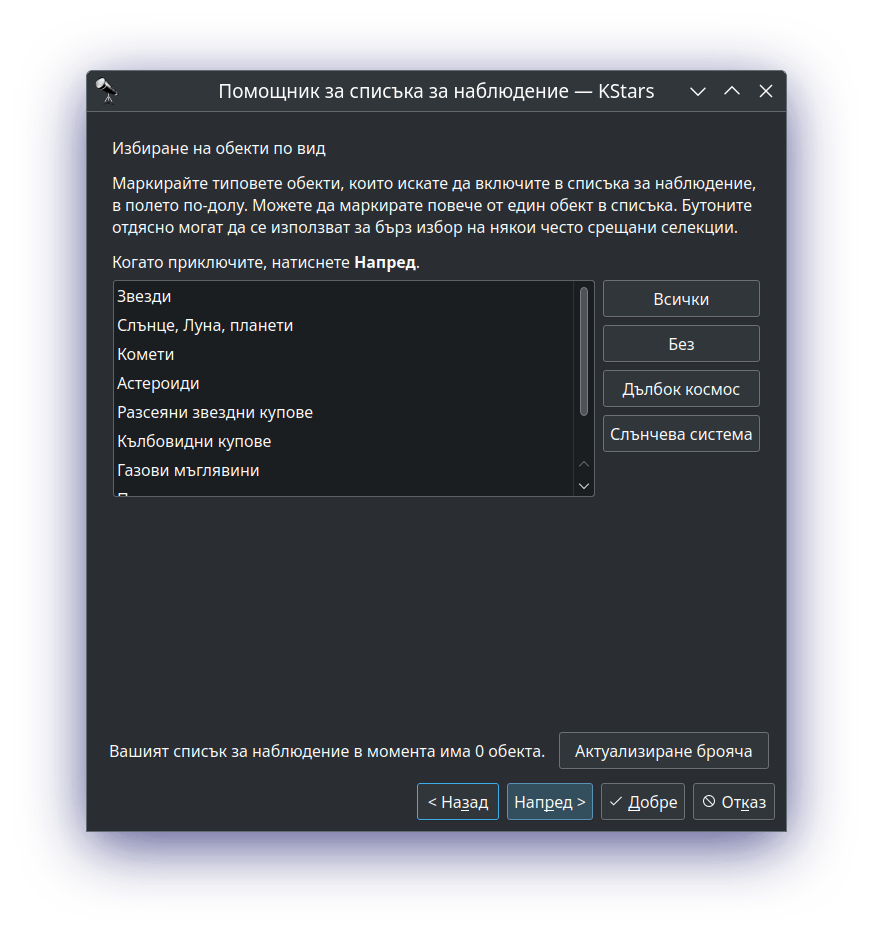 Помощник за списъка за наблюдение — KStars
Избиране на обекти по вид
Маркирайте типовете обекти, които искате да включите в списъка за наблюдение,
в полето по-долу. Можете да маркирате повече от един обект в списъка. Бутоните
отдясно могат да се използват за бърз избор на някои често срещани селекции.
Когато приключите, натиснете Напред.
Звезди
Слънце, Луна, планети
Комети
Астероиди
Разсеяни звездни купове
Кълбовидни купове
Газови мъглявини
Всички
Без
Дълбок космос
Слънчева система
Вашият списък за наблюдение в момента има 0 обекта.
Актуализиране брояча
< Назад
Напред >
Добре
Отказ